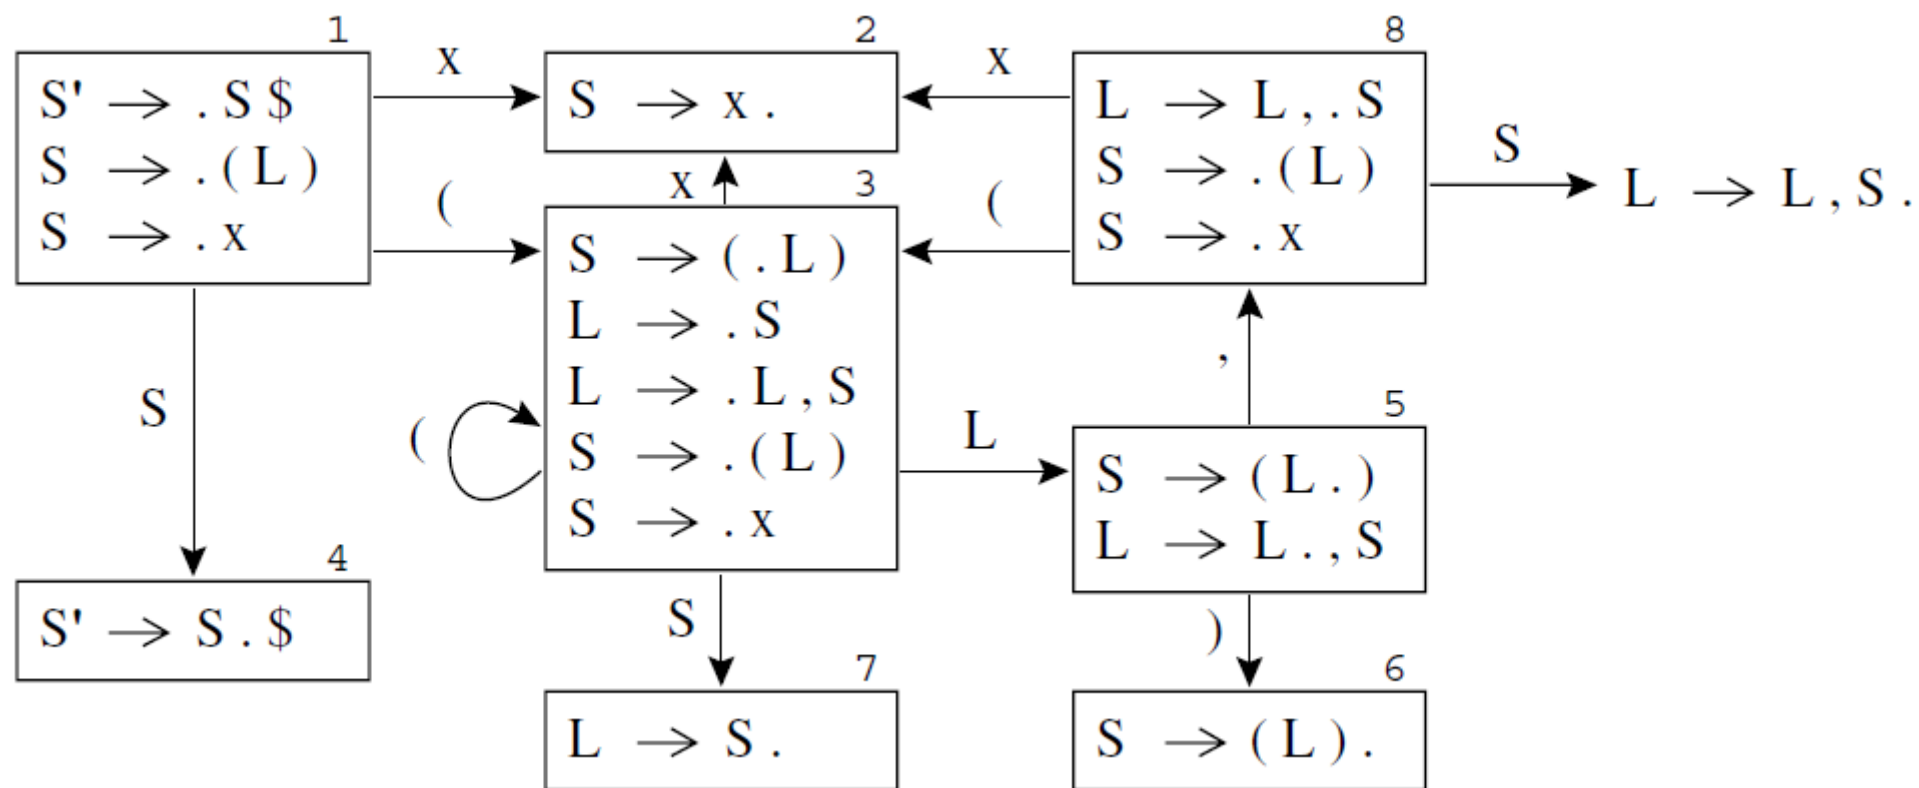 1
S' → . S $
S → . ( L )
S → . x
x
(
S
4
S' → S . $
2
S → x .
x
3
S → ( . L )
L → . S
L → . L , S
S → . ( L )
S → . x
(
S
7
L → S .
x
(
L
8
L → L , . S
S → . ( L )
S → . x
S
L → L , S .
,
5
S → ( L . )
L → L . , S
)
6
S → ( L ) .